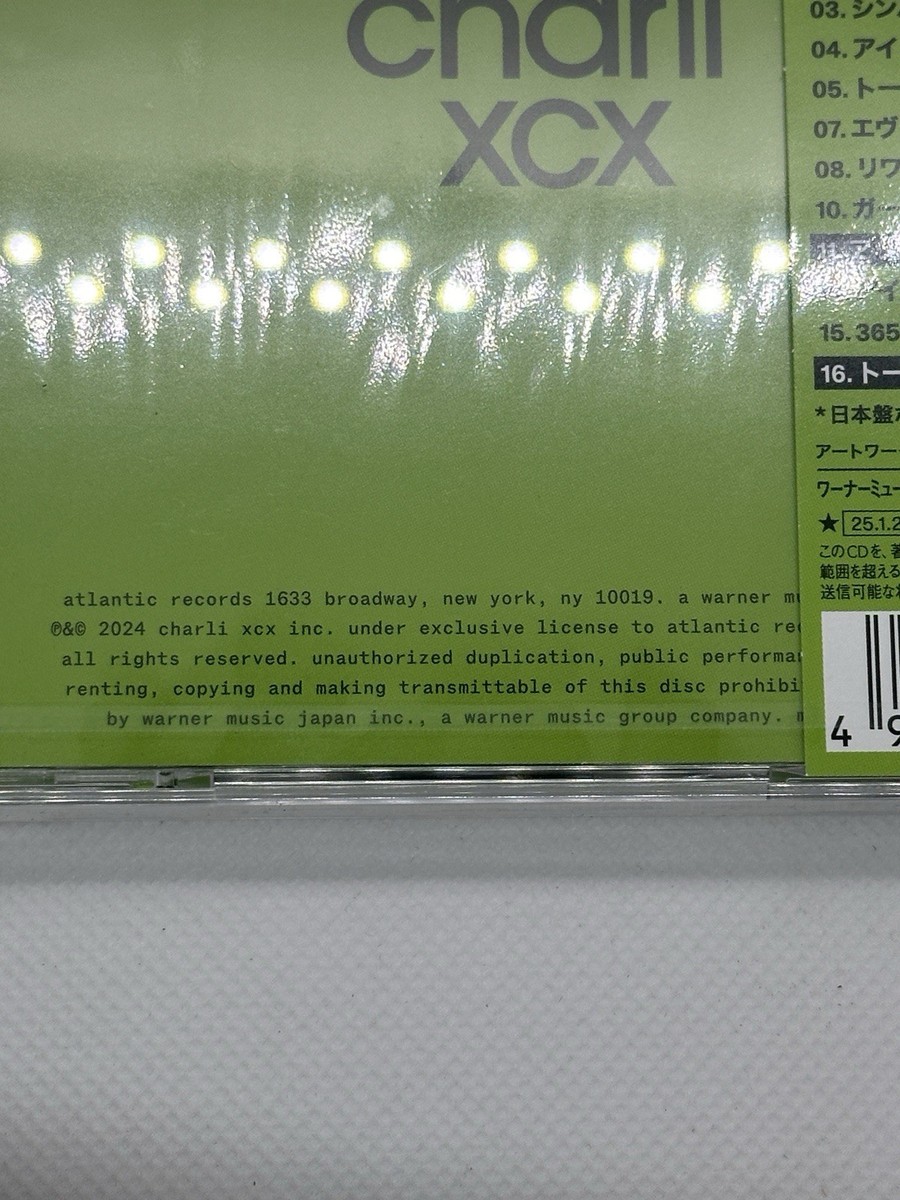 charli
xcx
atlantic records 1633 broadway, new york, ny 10019. a warner
℗&© 2024 charli xcx inc. under exclusive license to atlantic
all rights reserved. unauthorized duplication, public
renting, copying and making transmittable of this disc
by warner music japan inc., a warner music group company.
03. シン
04. アイ
05. トー
07. エヴ
08. リワ
10. ガー
15. 365
16. トー
*日本盤
アートワー
ワーナーミュー
★ 25.1.2
このCDを、著
範囲を超える
送信可能な
4 9